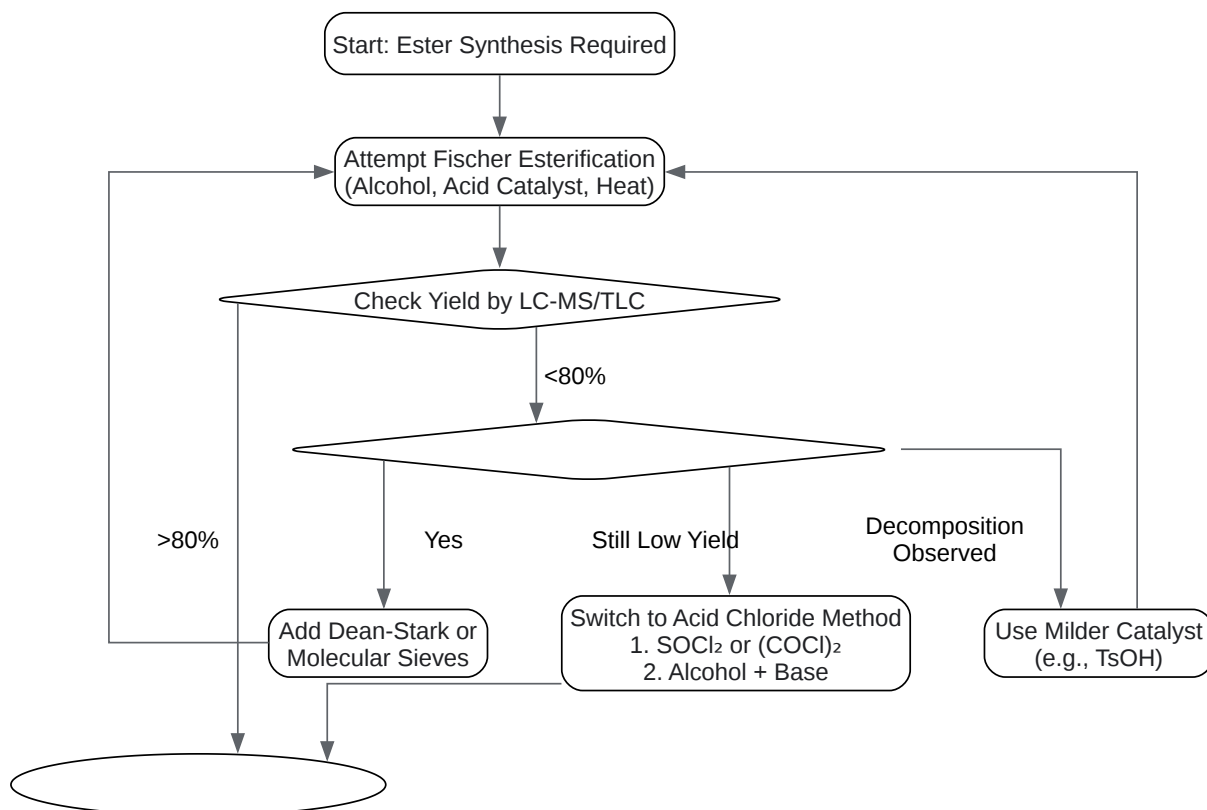 Start: Ester Synthesis Required
Attempt Fischer Esterification
(Alcohol, Acid Catalyst, Heat)
Check Yield by LC-MS/TLC
<80%
>80%
Yes
Still Low Yield
Decomposition
Observed
Add Dean-Stark or
Molecular Sieves
Switch to Acid Chloride Method
1. SOCl₂ or (COCl)₂
2. Alcohol + Base
Use Milder Catalyst
(e.g., TsOH)